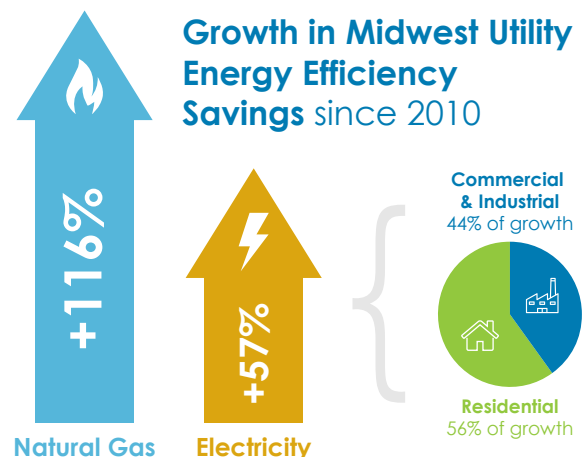 Growth in Midwest Utility
Energy Efficiency
Savings since 2010
+116%
+57%
Commercial
& Industrial
44% of growth
Residential
56% of growth
Natural Gas
Electricity